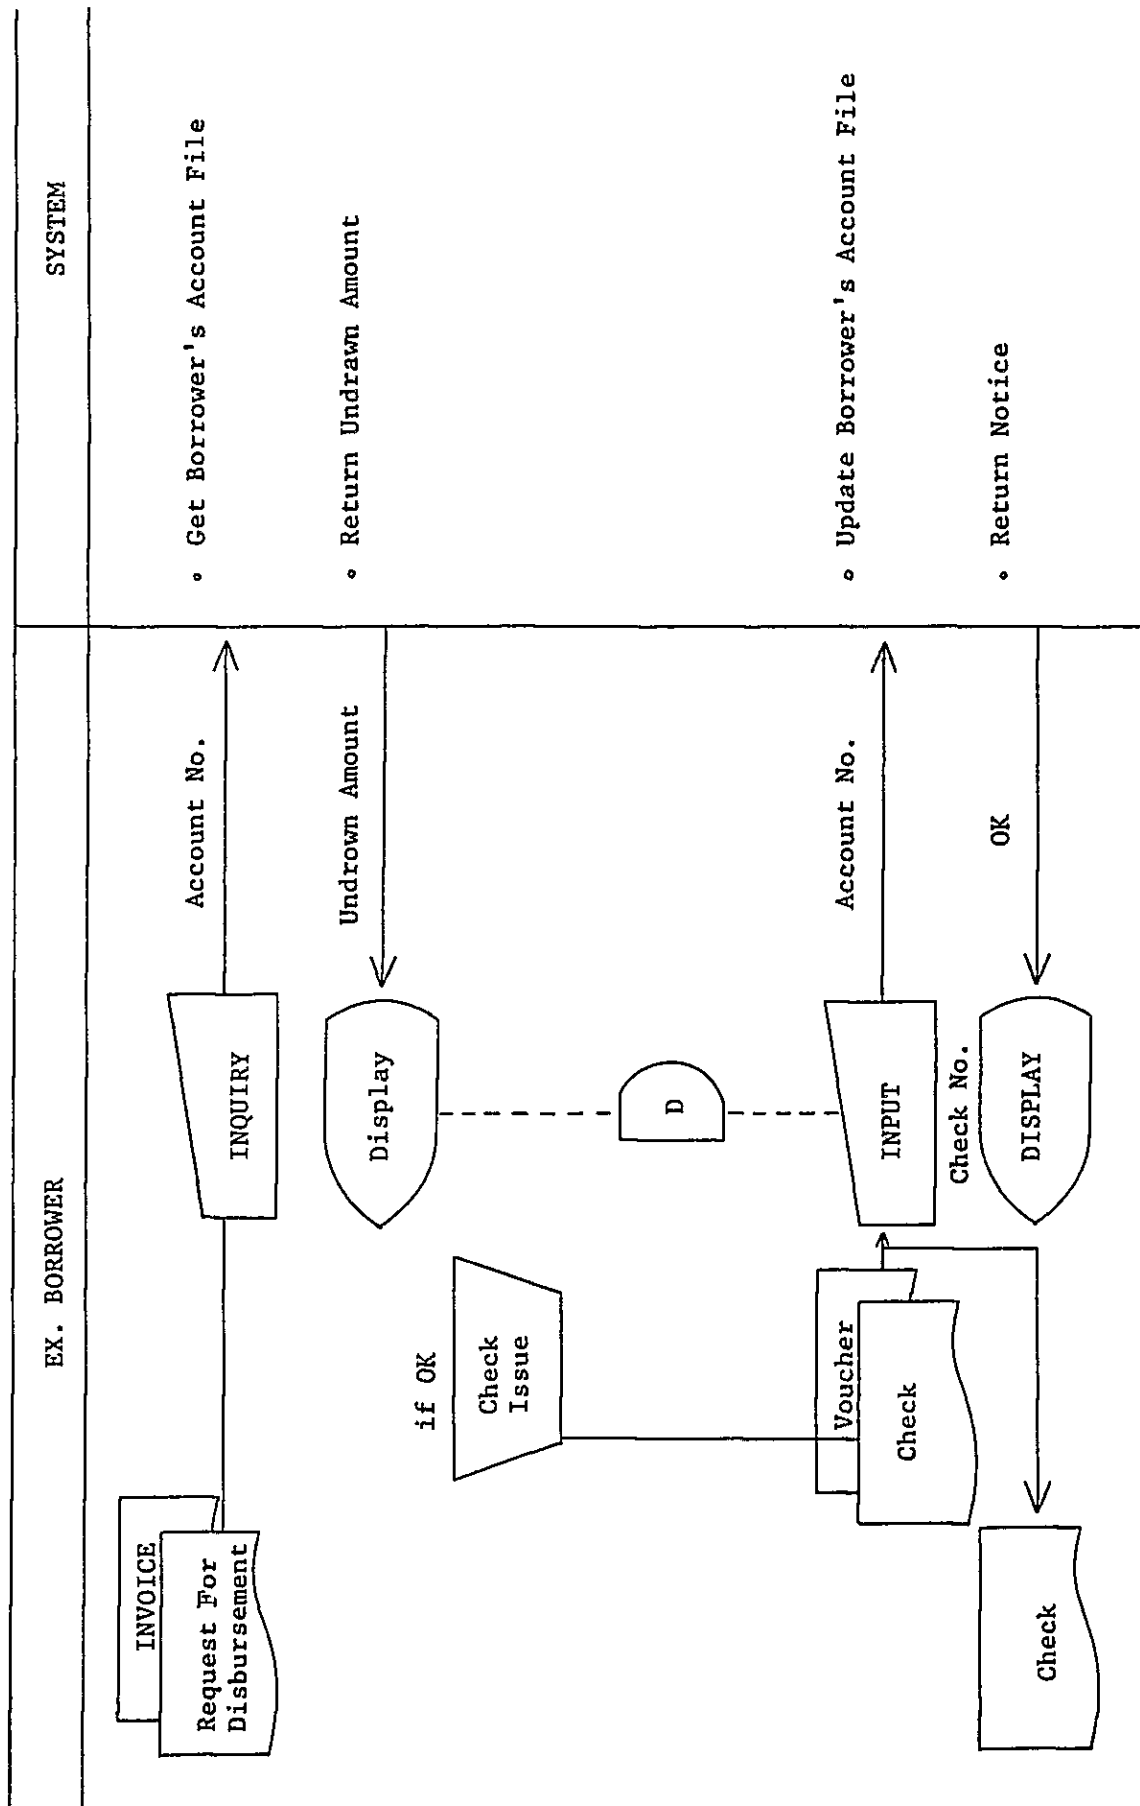 EX. BORROWER
SYSTEM
INVOICE
Request For
Disbursement
INQUIRY
Account No.
∘ Get Borrower's Account File
Display
Undrown Amount
∘ Return Undrawn Amount
if OK
Check
Issue
D
Voucher
Check
INPUT
Account No.
∘ Update Borrower's Account File
Check No.
Check
DISPLAY
OK
∘ Return Notice